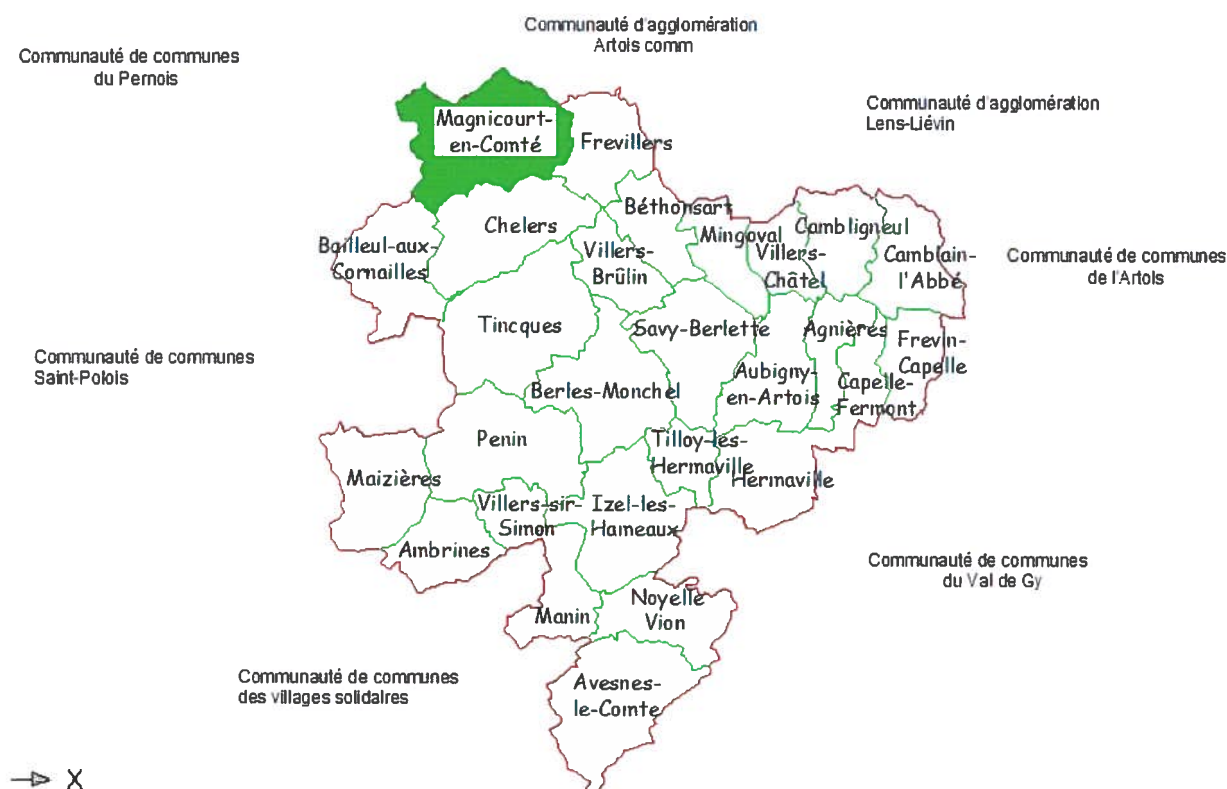 Communauté d'agglomération
Artois comm
Communauté de communes
du Pernois
Communauté d'agglomération
Lens-Liévin
Magnicourt-
en-Comté
Frevillers
Béthonsart
Chelers
Mingoval
Cambligneul
Bailleul-aux-
Cornailles
Villers-
Brûlin
Villers-
Châtel
Camblain-
l'Abbé
Communauté de communes
de l'Artois
Tincques
Savy-Berlette
Agnières
Frevin-
Capelle
Communauté de communes
Saint-Polois
Berles-Monchel
Aubigny-
en-Artois
Capelle-
Fermont
Penin
Tilloy-les-
Hermaville
Hermaville
Maizières
Villers-sir-
Simon
Izel-les-
Hameaux
Ambrines
Communauté de communes
du Val de Gy
Manin
Noyelle
Vion
Communauté de communes
des villages solidaires
Avesnes-
le-Comte
X